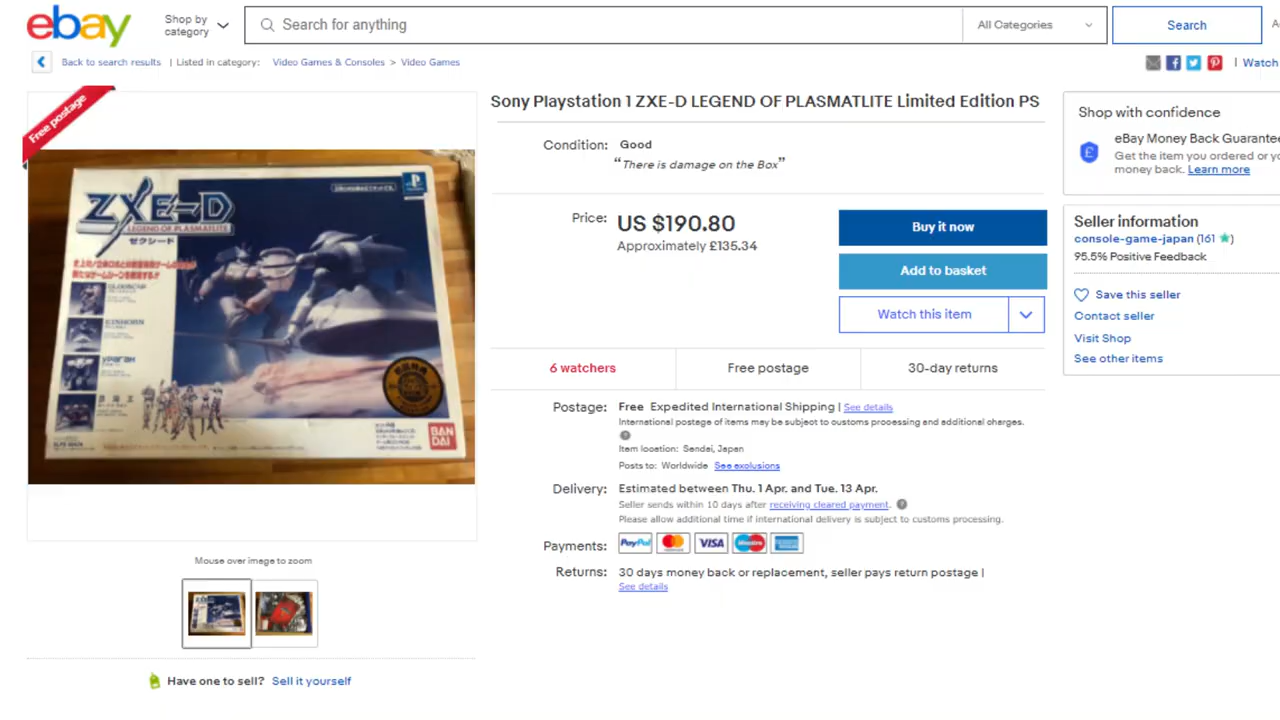 ebay
Shop by
category
Search for anything
All Categories
Search
Back to search results | Listed in category: Video Games & Consoles > Video Games
| Watch
Free postage
ZXE-D
LEGEND OF PLASMATLITE
ゼクシード
BAN
DAI
Mouse over image to zoom
Have one to sell? Sell it yourself
Sony Playstation 1 ZXE-D LEGEND OF PLASMATLITE Limited Edition PS
Condition: Good
“There is damage on the Box”
Price: US $190.80
Approximately £135.34
Buy it now
Add to basket
Watch this item
6 watchers
Free postage
30-day returns
Postage: Free Expedited International Shipping | See details
International postage of items may be subject to customs processing and additional charges.
Item location: Sendai, Japan
Posts to: Worldwide See exclusions
Delivery: Estimated between Thu. 1 Apr. and Tue. 13 Apr.
Seller sends within 10 days after receiving cleared payment.
Please allow additional time if international delivery is subject to customs processing.
Payments: PayPal VISA
Returns: 30 days money back or replacement, seller pays return postage |
See details
Shop with confidence
eBay Money Back Guarantee
Get the item you ordered or yo
money back. Learn more
Seller information
console-game-japan (161)
95.5% Positive Feedback
Save this seller
Contact seller
Visit Shop
See other items